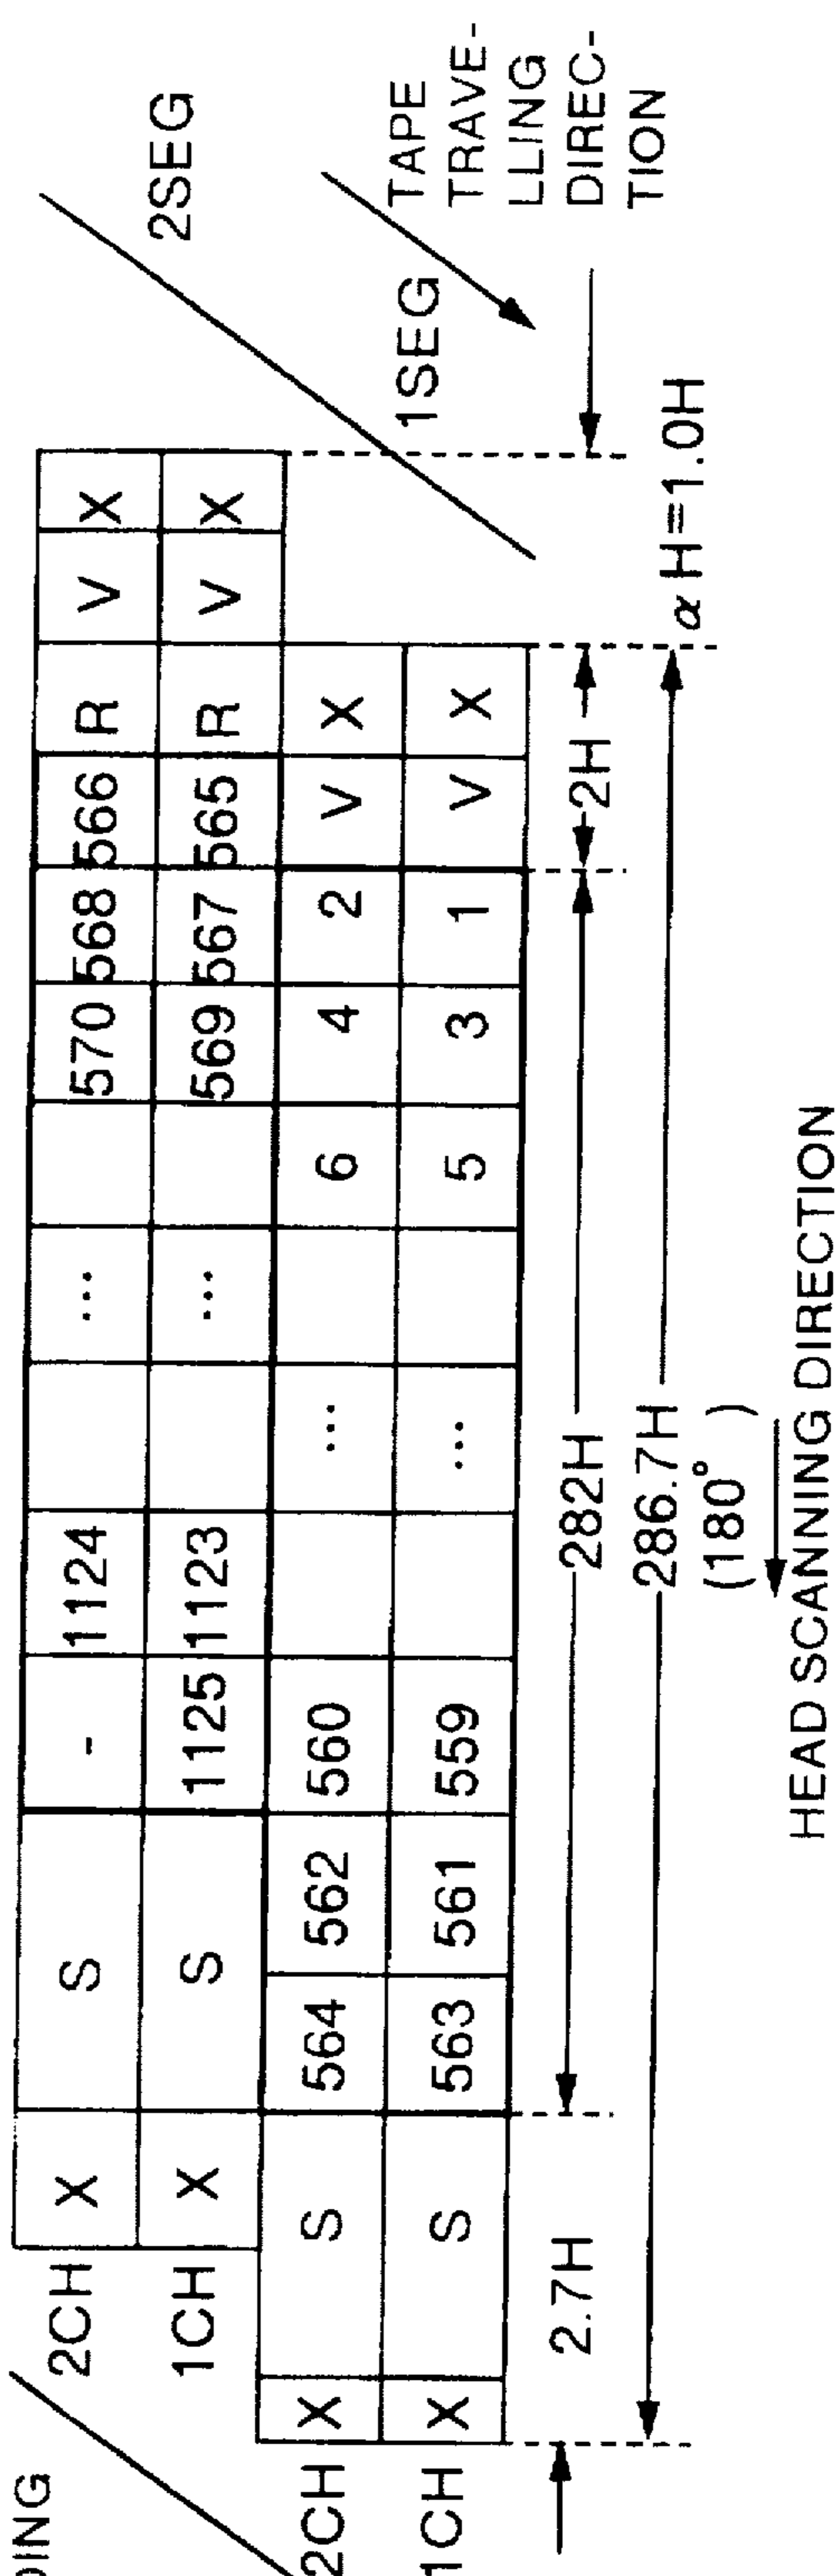 2CH X S - 1124 ... 570 568 566 R V X
1CH X S 1125 1123 ... 569 567 565 R V X
2CH X S 564 562 560 ... 6 4 2 V X
1CH X S 563 561 559 ... 5 3 1 V X
2SEG
1SEG
TAPE
TRAVE-
LLING
DIREC-
TION
2.7H 282H 2H
286.7H αH=1.0H
(180°)
HEAD SCANNING DIRECTION